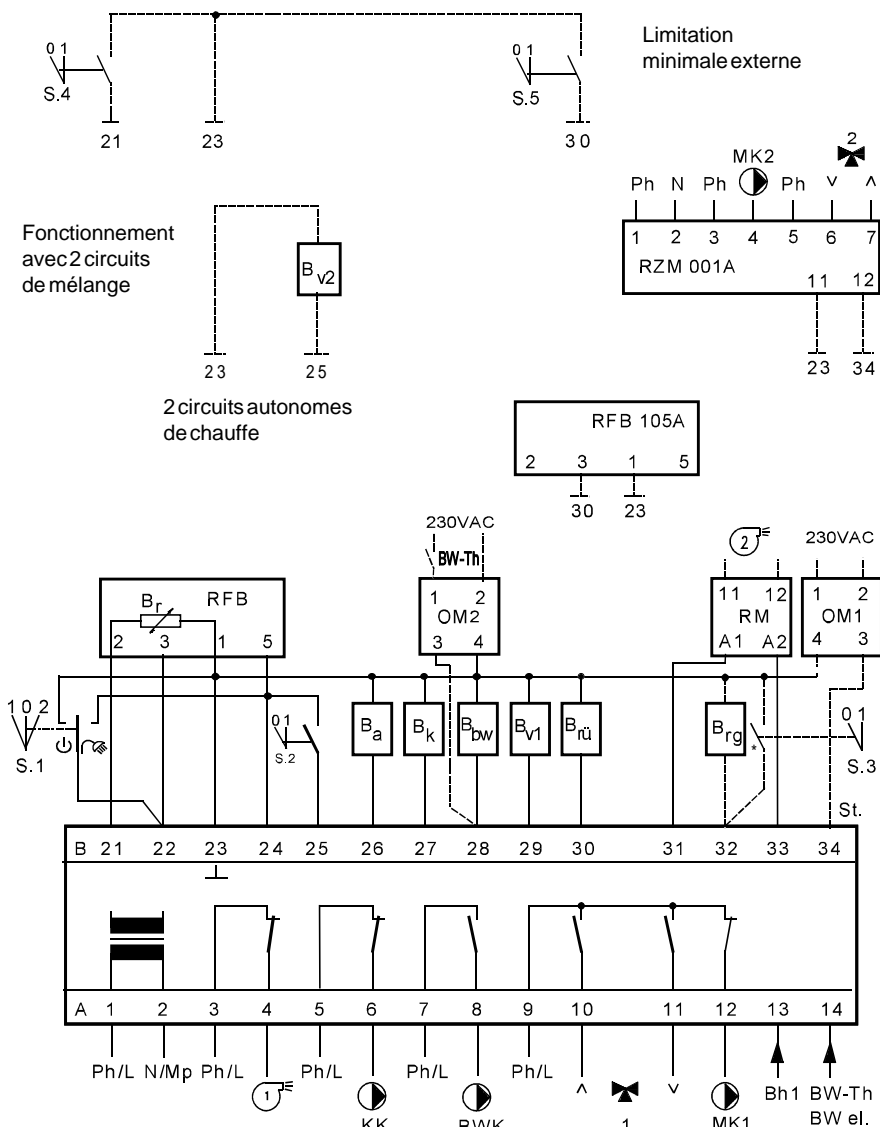 0 1
S.4
0 1
S.5
Limitation
minimale externe
21
23
30
MK2
2
Ph N Ph Ph v ^
1 2 3 4 5 6 7
RZM 001A
11 12
23 34
Fonctionnement
avec 2 circuits
de mélange
B v2
23
25
2 circuits autonomes
de chauffe
RFB 105A
2 3 1 5
30 23
230VAC
BW-Th
1 2
OM2
3 4
2
230VAC
11 12
RM
A1 A2
1 2
OM1
4 3
Br RFB
2 3 1 5
1 0 2
S.1
0 1
S.2
Ba
Bk
Bbw
Bv1
Brü
Brg
*
0 1
S.3
St.
B 21 22 23 24 25 26 27 28 29 30 31 32 33 34
A 1 2 3 4 5 6 7 8 9 10 11 12 13 14
Ph/L N/Mp Ph/L Ph/L Ph/L Ph/L
1
^ v
Bh1
BW-Th
BW el.
KK
BWK
1
MK1